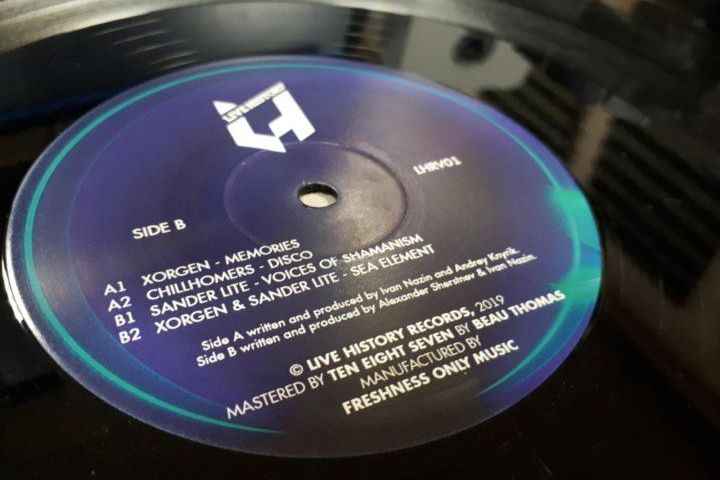 LIVE HISTORY
LHRV01
SIDE B
A1 XORGEN - MEMORIES
A2 CHILLHOMERS - DISCO
B1 SANDER LITE - VOICES OF SHAMANISM
B2 XORGEN & SANDER LITE - SEA ELEMENT
Side A written and produced by Ivan Nazin and Andrey Knyrik.
Side B written and produced by Alexander Sherstnev & Ivan Nazin.
© LIVE HISTORY RECORDS, 2019
MASTERED BY TEN EIGHT SEVEN BY BEAU THOMAS
MANUFACTURED BY
FRESHNESS ONLY MUSIC